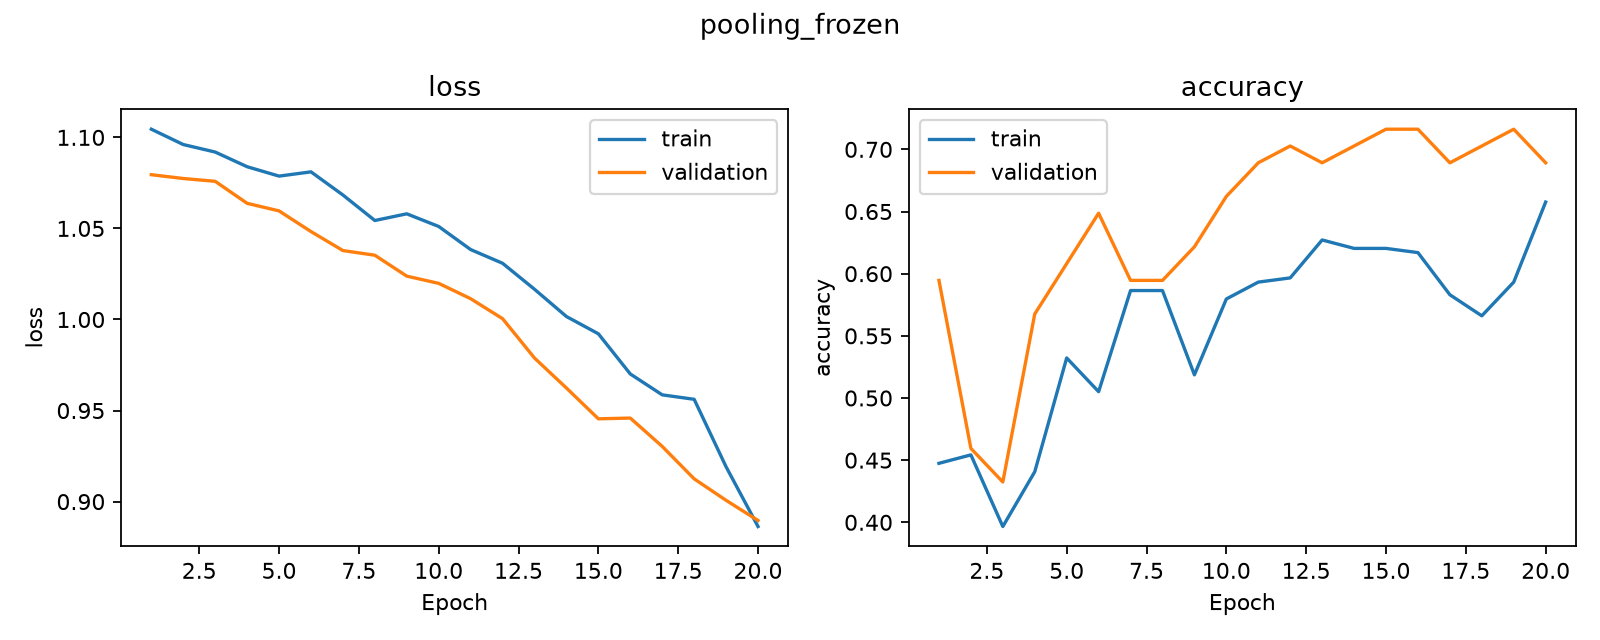 pooling_frozen
loss
1.10
1.05
1.00
0.95
0.90
loss
train
validation
2.5 5.0 7.5 10.0 12.5 15.0 17.5 20.0
Epoch
accuracy
0.70
0.65
0.60
0.55
0.50
0.45
0.40
accuracy
train
validation
2.5 5.0 7.5 10.0 12.5 15.0 17.5 20.0
Epoch